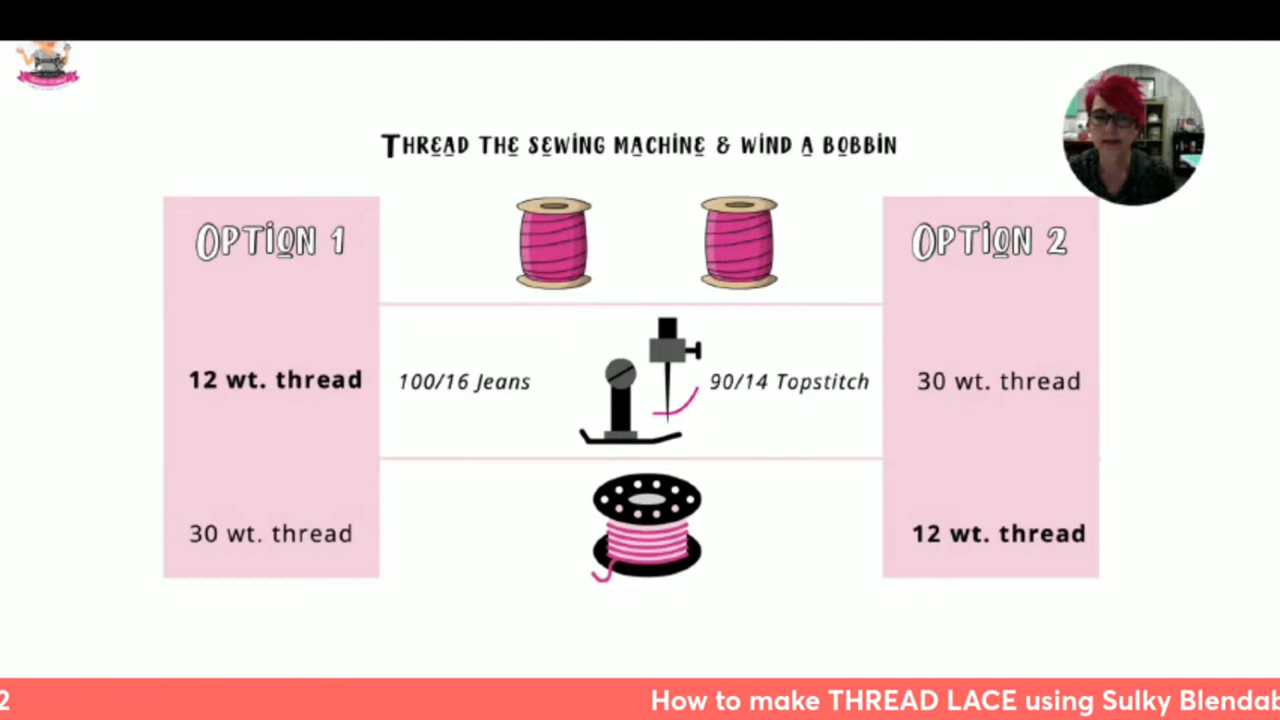 THREAD THE SEWING MACHINE & WIND A BOBBIN
OPTION 1
OPTION 2
12 wt. thread
100/16 Jeans
90/14 Topstitch
30 wt. thread
30 wt. thread
12 wt. thread
2
How to make THREAD LACE using Sulky Blendab